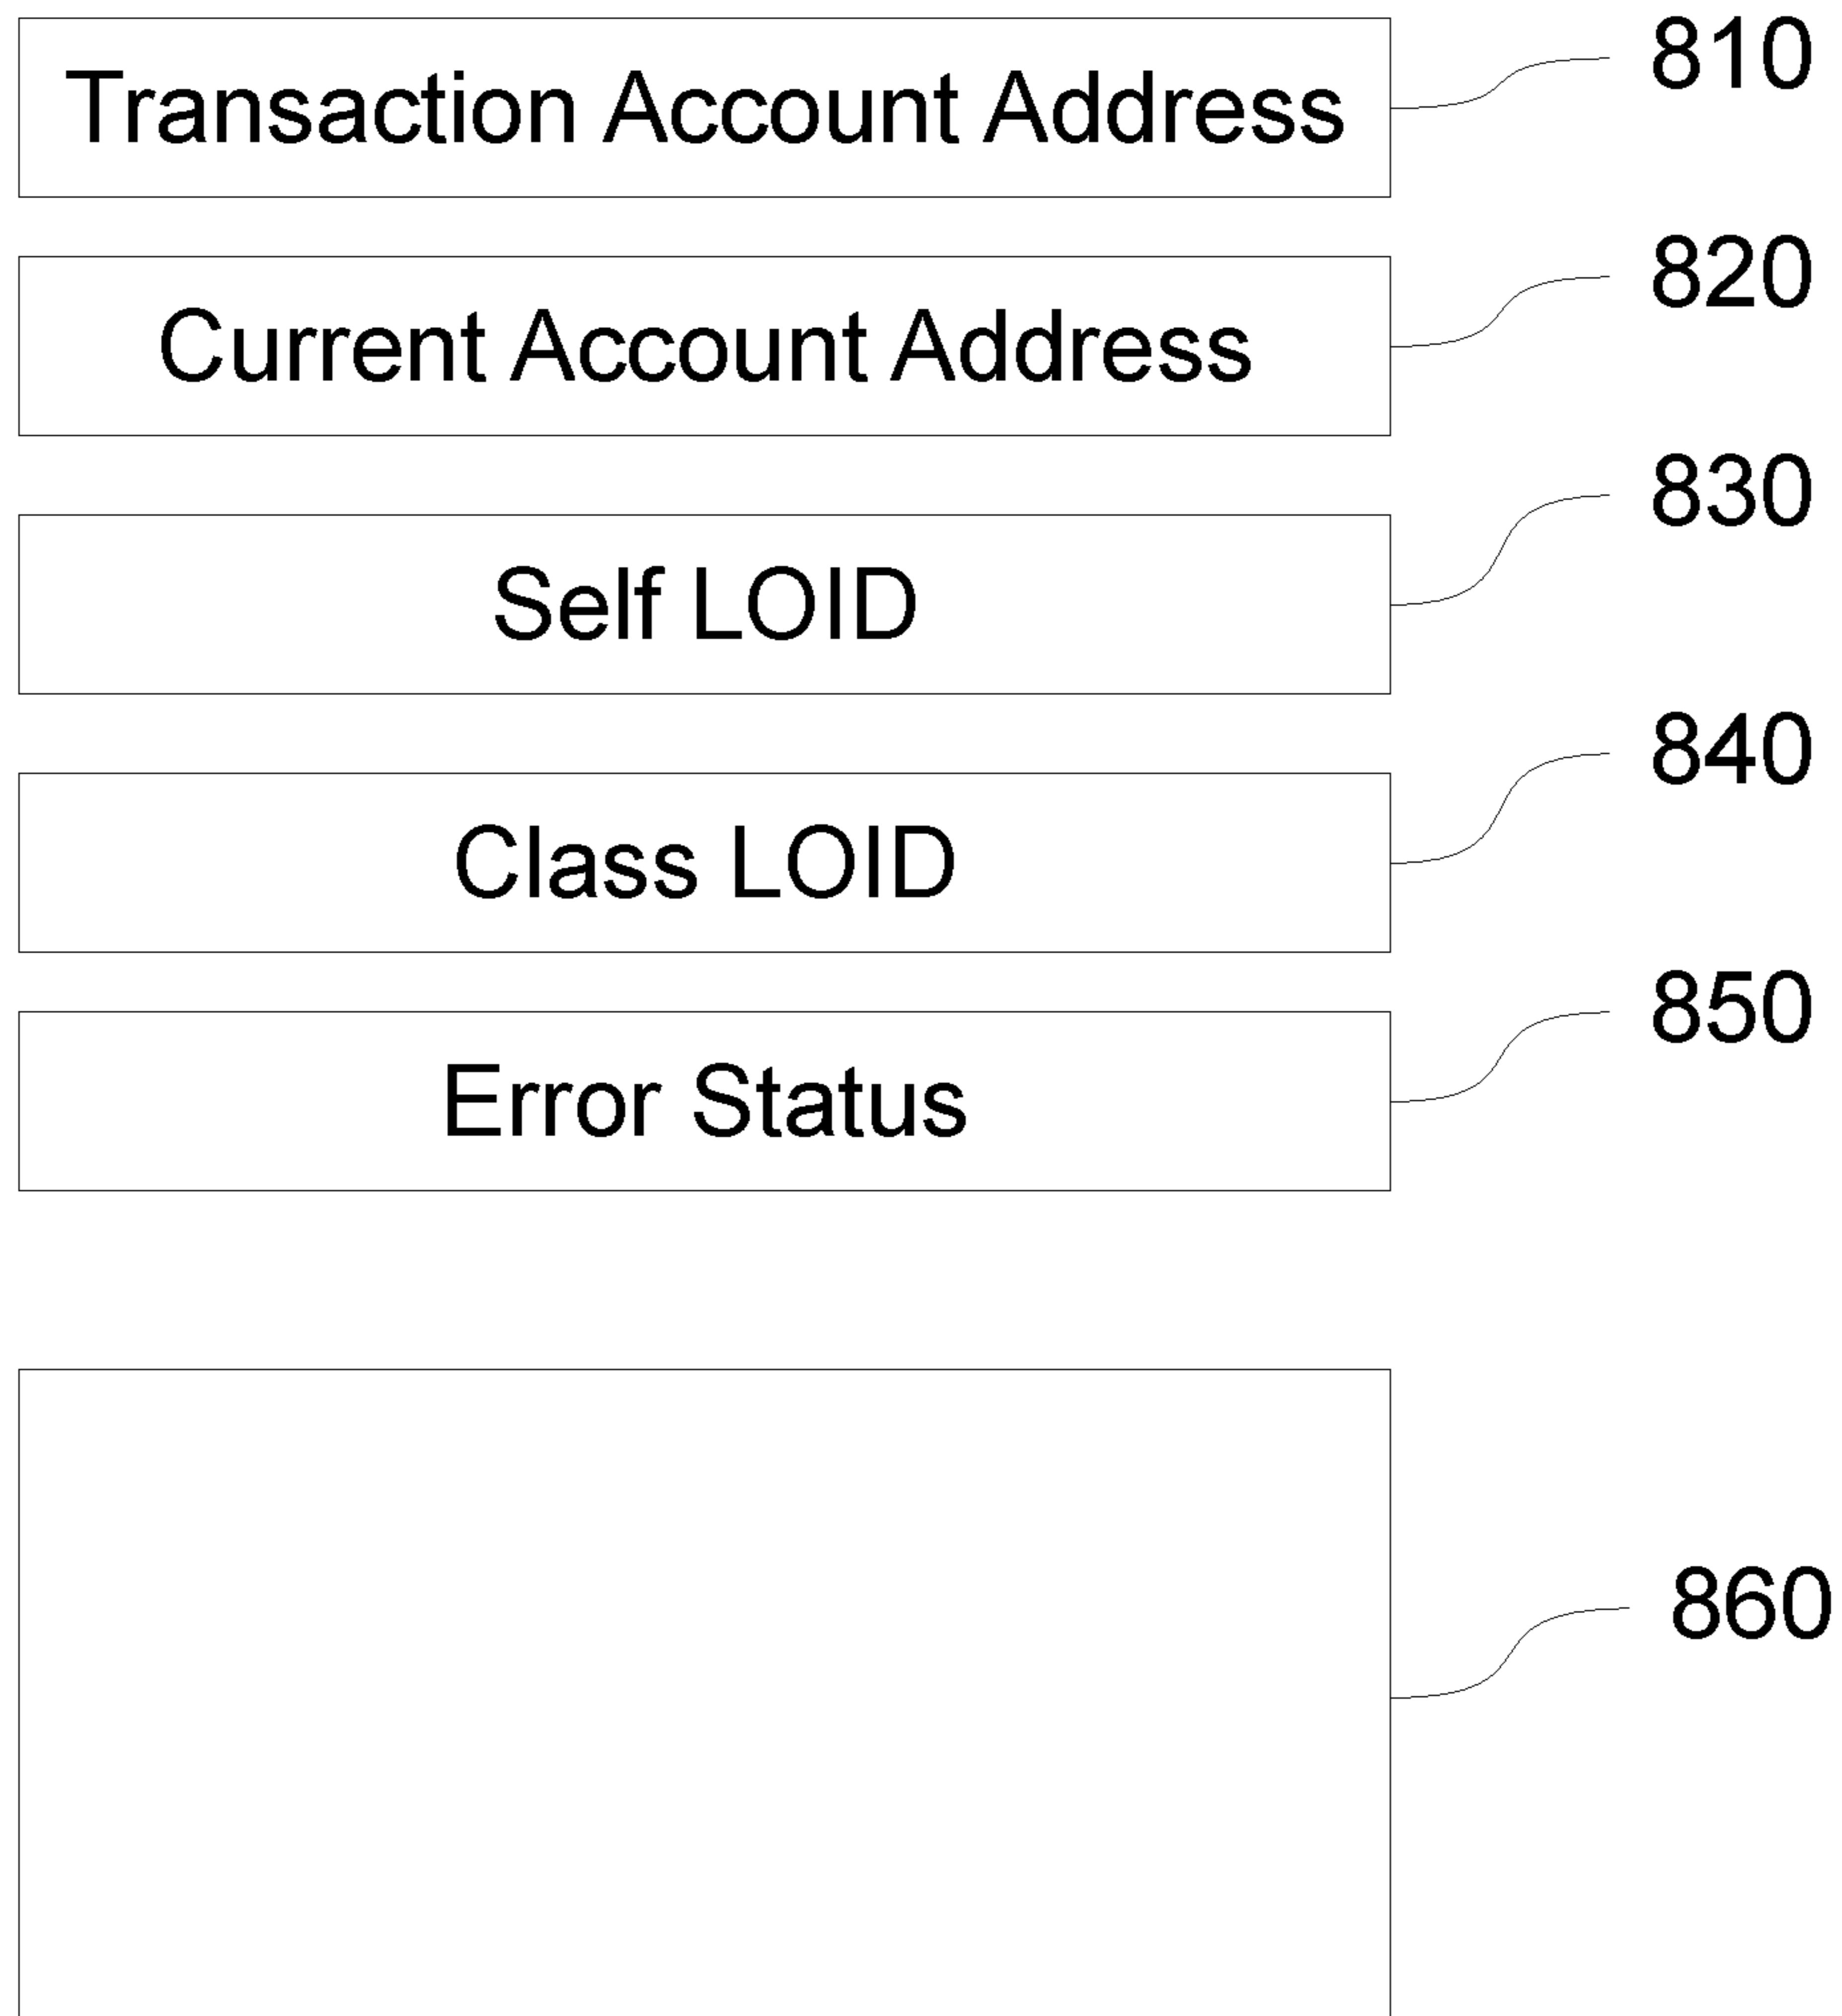 Transaction Account Address 810
Current Account Address 820
Self LOID 830
Class LOID 840
Error Status 850
860